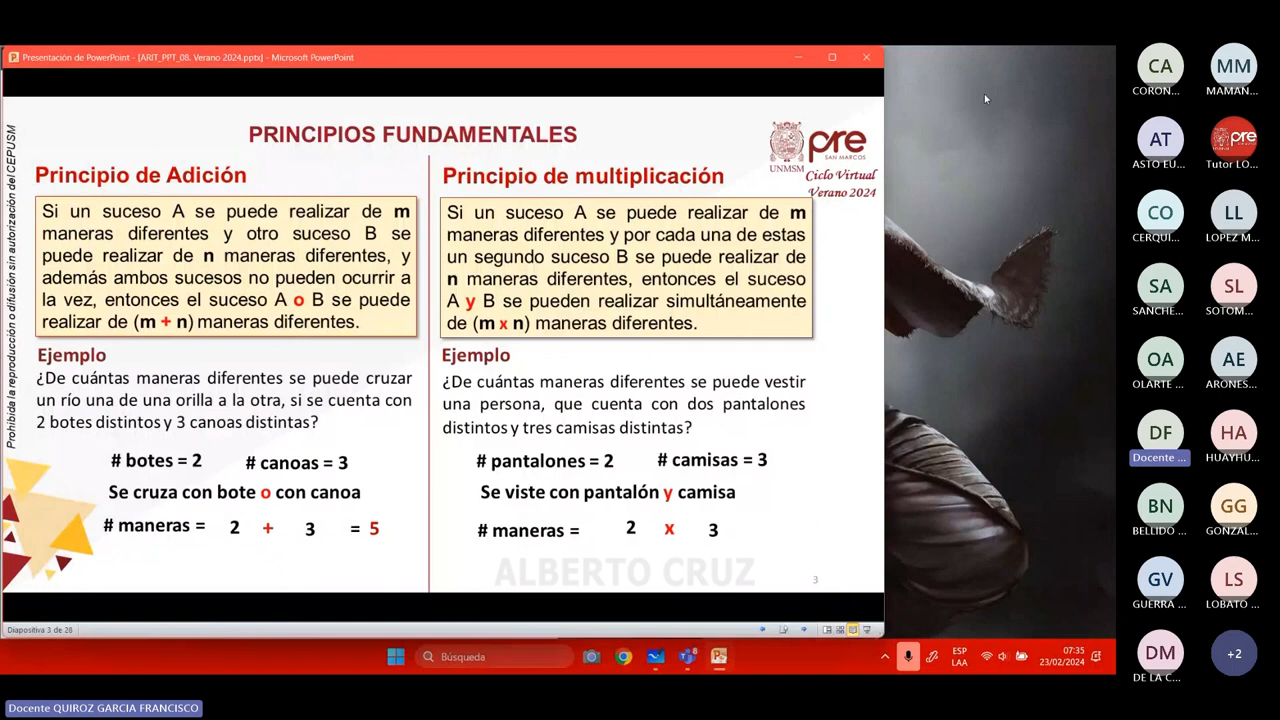 Presentación de PowerPoint - [ARIT_PPT_08. Verano 2024.pptx] - Microsoft PowerPoint
Prohibida la reproducción o difusión sin autorización del CEPUSM
PRINCIPIOS FUNDAMENTALES
UNMSM
pre
SAN MARCOS
Ciclo Virtual
Verano 2024
Principio de Adición
Si un suceso A se puede realizar de m
maneras diferentes y otro suceso B se
puede realizar de n maneras diferentes, y
además ambos sucesos no pueden ocurrir a
la vez, entonces el suceso A o B se puede
realizar de (m + n) maneras diferentes.
Ejemplo
¿De cuántas maneras diferentes se puede cruzar
un río una de una orilla a la otra, si se cuenta con
2 botes distintos y 3 canoas distintas?
# botes = 2 # canoas = 3
Se cruza con bote o con canoa
# maneras = 2 + 3 = 5
Principio de multiplicación
Si un suceso A se puede realizar de m
maneras diferentes y por cada una de estas
un segundo suceso B se puede realizar de
n maneras diferentes, entonces el suceso
A y B se pueden realizar simultáneamente
de (m x n) maneras diferentes.
Ejemplo
¿De cuántas maneras diferentes se puede vestir
una persona, que cuenta con dos pantalones
distintos y tres camisas distintas?
# pantalones = 2 # camisas = 3
Se viste con pantalón y camisa
# maneras = 2 x 3
ALBERTO CRUZ
3
Diapositiva 3 de 28
Búsqueda
8
ESP
LAA
07:35
23/02/2024
Docente QUIROZ GARCIA FRANCISCO
CA MM
CORON... MAMAN...
AT pre
ASTO EU... Tutor LO...
CO LL
CERQUI... LOPEZ M...
SA SL
SANCHE... SOTOM...
OA AE
OLARTE ... ARONES...
DF HA
Docente ... HUAYHU...
BN GG
BELLIDO ... GONZAL...
GV LS
GUERRA ... LOBATO ...
DM +2
DE LA C...